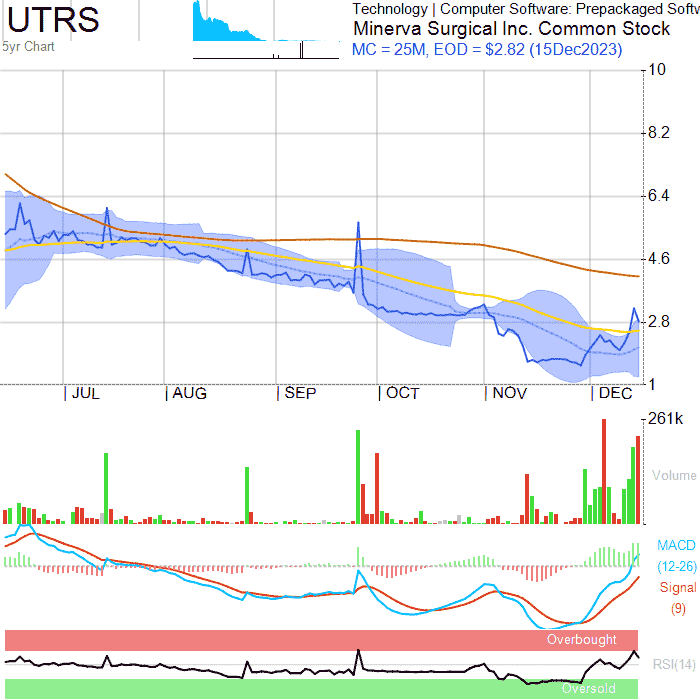 UTRS
Technology | Computer Software: Prepackaged Softw
Minerva Surgical Inc. Common Stock
5yr Chart
MC = 25M, EOD = $2.82 (15Dec2023)
10
8.2
6.4
4.6
2.8
1
JUL AUG SEP OCT NOV DEC
261k
Volume
MACD
(12-26)
Signal
(9)
Overbought
RSI(14)
Oversold